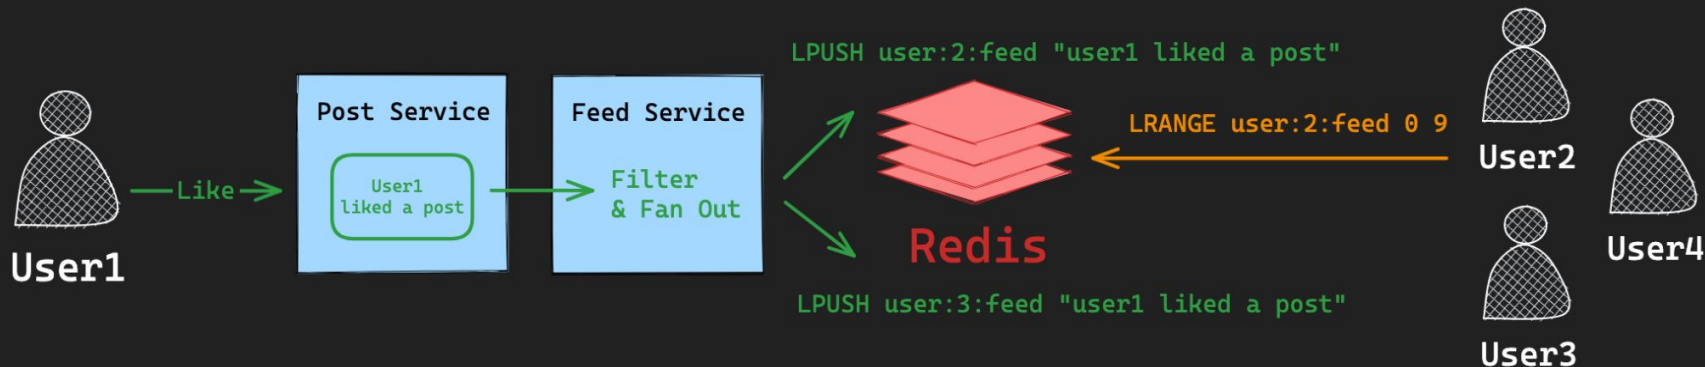 User1
Like
Post Service
User1
liked a post
Feed Service
Filter
& Fan Out
LPUSH user:2:feed "user1 liked a post"
Redis
LPUSH user:3:feed "user1 liked a post"
LRANGE user:2:feed 0 9
User2
User4
User3